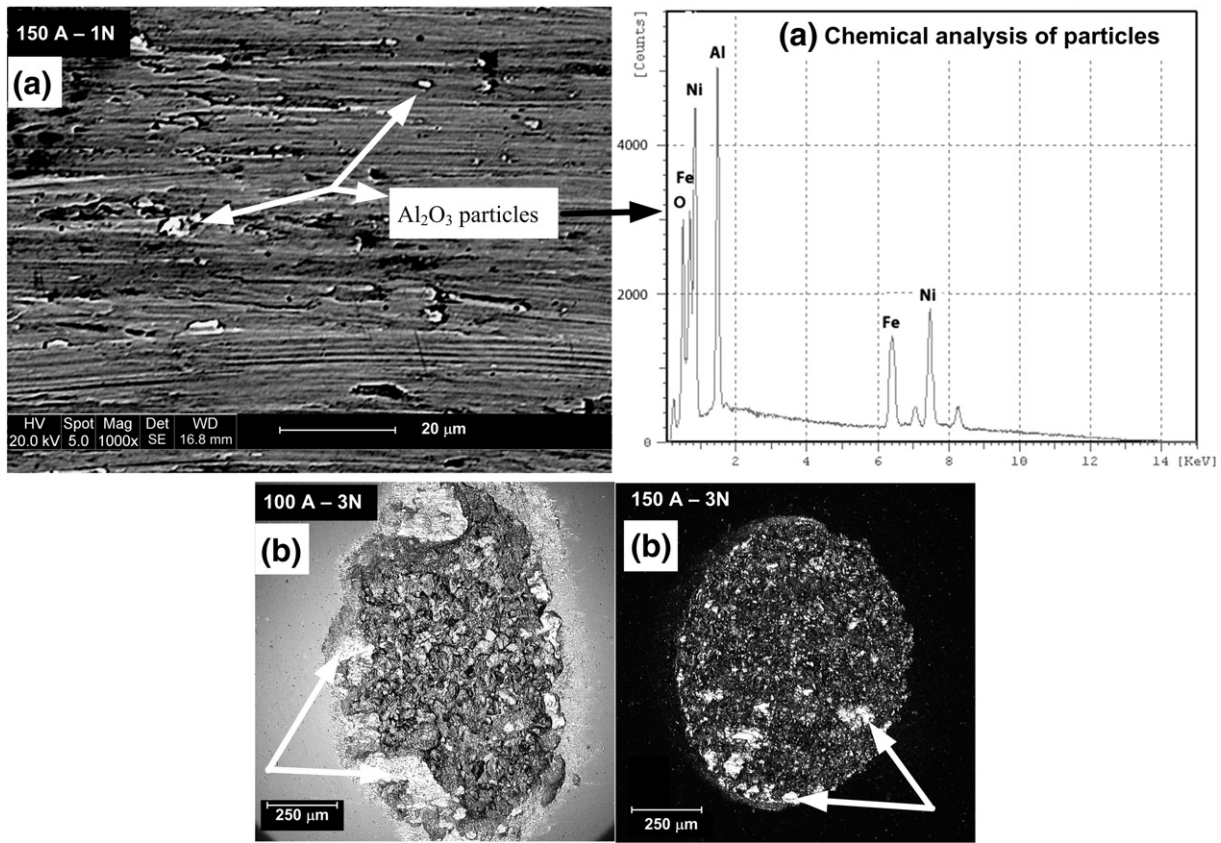 150 A – 1N
(a)
Al₂O₃ particles
HV Spot Mag Det WD
20.0 kV 5.0 1000x SE 16.8 mm
20 µm
(a) Chemical analysis of particles
[Counts]
Al
Ni
Fe
O
4000
2000
Ni
Fe
0
2 4 6 8 10 12 14 [KeV]
100 A – 3N
(b)
250 µm
150 A – 3N
(b)
250 µm